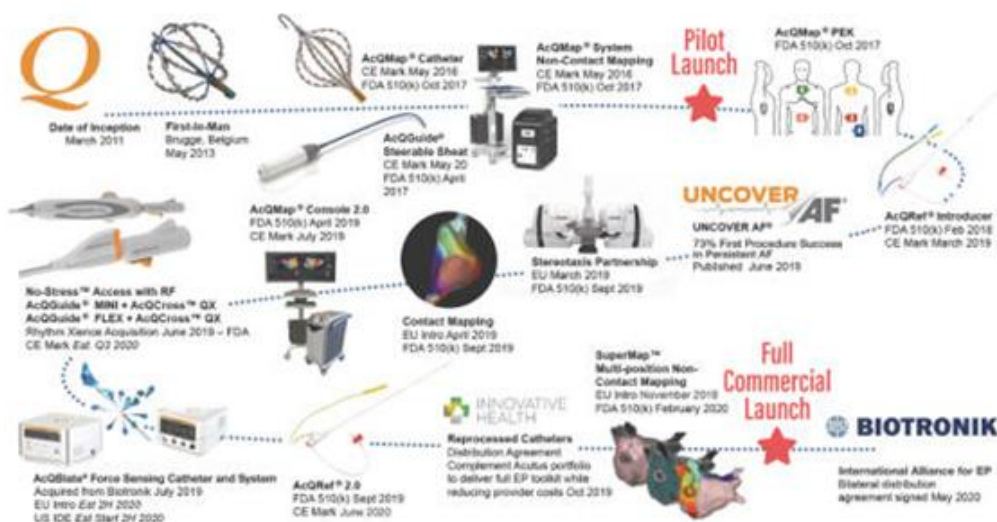 Q
Date of Inception
March 2011
First-In-Man
Brugge, Belgium
May 2013
AcQMap® Catheter
CE Mark May 2016
FDA 510(k) Oct 2017
AcQGuide®
Steerable Sheat
CE Mark May 20
FDA 510(k) April
2017
AcQMap® System
Non-Contact Mapping
CE Mark May 2016
FDA 510(k) Oct 2017
Pilot
Launch
AcQMap® PEK
FDA 510(k) Oct 2017
AcQRef® Introducer
FDA 510(k) Feb 2018
CE Mark March 2019
UNCOVER
AF®
UNCOVER AF®
73% First Procedure Success
in Persistent AF
Published June 2019
Stereotaxis Partnership
EU March 2019
FDA 510(k) Sept 2019
Contact Mapping
EU Intro April 2019
FDA 510(k) Sept 2019
AcQMap® Console 2.0
FDA 510(k) April 2019
CE Mark July 2019
No-Stress™ Access with RF
AcQGuide® MINI + AcQCross™ QX
AcQGuide® FLEX + AcQCross™ QX
Rhythm Xience Acquisition June 2019 – FDA
CE Mark Est. Q3 2020
AcQBlate® Force Sensing Catheter and System
Acquired from Biotronik July 2019
EU Intro Est 2H 2020
US IDE Est Start 2H 2020
AcQRef® 2.0
FDA 510(k) Sept 2019
CE Mark June 2020
INNOVATIVE
HEALTH
Reprocessed Catheters
Distribution Agreement
Complement Acutus portfolio
to deliver full EP toolkit while
reducing provider costs Oct 2019
SuperMap™
Multi-position Non-
Contact Mapping
EU Intro November 2019
FDA 510(k) February 2020
Full
Commercial
Launch
BIOTRONIK
International Alliance for EP
Bilateral distribution
agreement signed May 2020